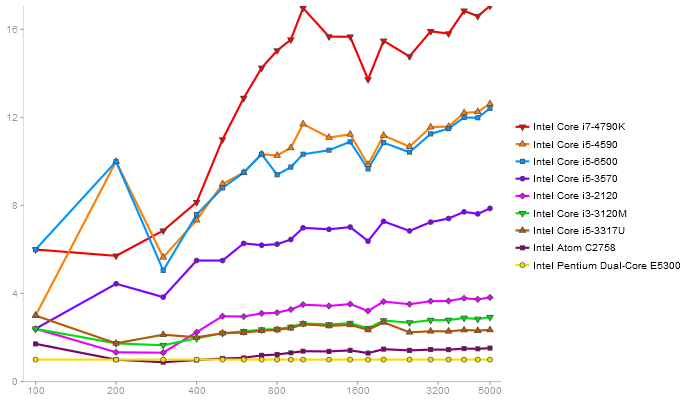 16
12
8
4
0
100
200
400
800
1600
3200
5000
Intel Core i7-4790K
Intel Core i5-4590
Intel Core i5-6500
Intel Core i5-3570
Intel Core i3-2120
Intel Core i3-3120M
Intel Core i5-3317U
Intel Atom C2758
Intel Pentium Dual-Core E5300